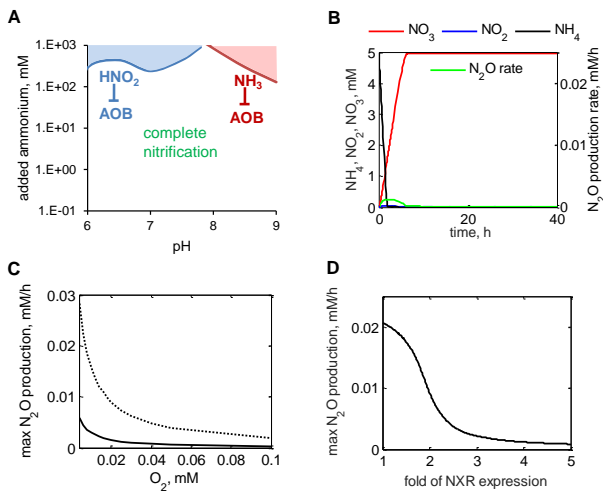 A
added ammonium, mM
1.E+03
1.E+02
1.E+01
1.E+00
1.E-01
HNO2
AOB
NH3
AOB
complete
nitrification
6 7 8 9
pH
B
NO3 NO2 NH4
N2O rate
NH4, NO2, NO3, mM
5
4
3
2
1
0
0.025
0.01
0
N2O production rate, mM/h
0 20 40
time, h
C
max N2O production, mM/h
0.03
0.02
0.01
0
0.02 0.04 0.06 0.08 0.1
O2, mM
D
max N2O production, mM/h
0.02
0.01
0
1 2 3 4 5
fold of NXR expression